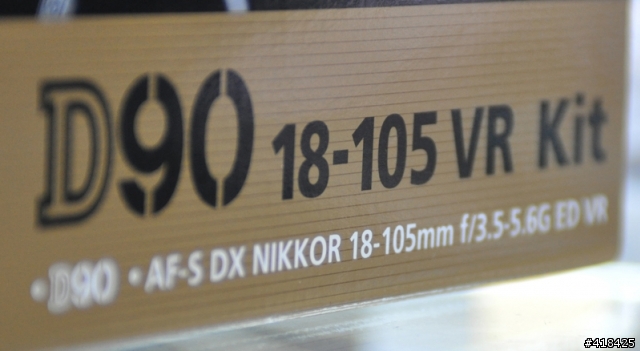 D90 18-105 VR Kit
•D90 •AF-S DX NIKKOR 18-105mm f/3.5-5.6G ED VR
#418425